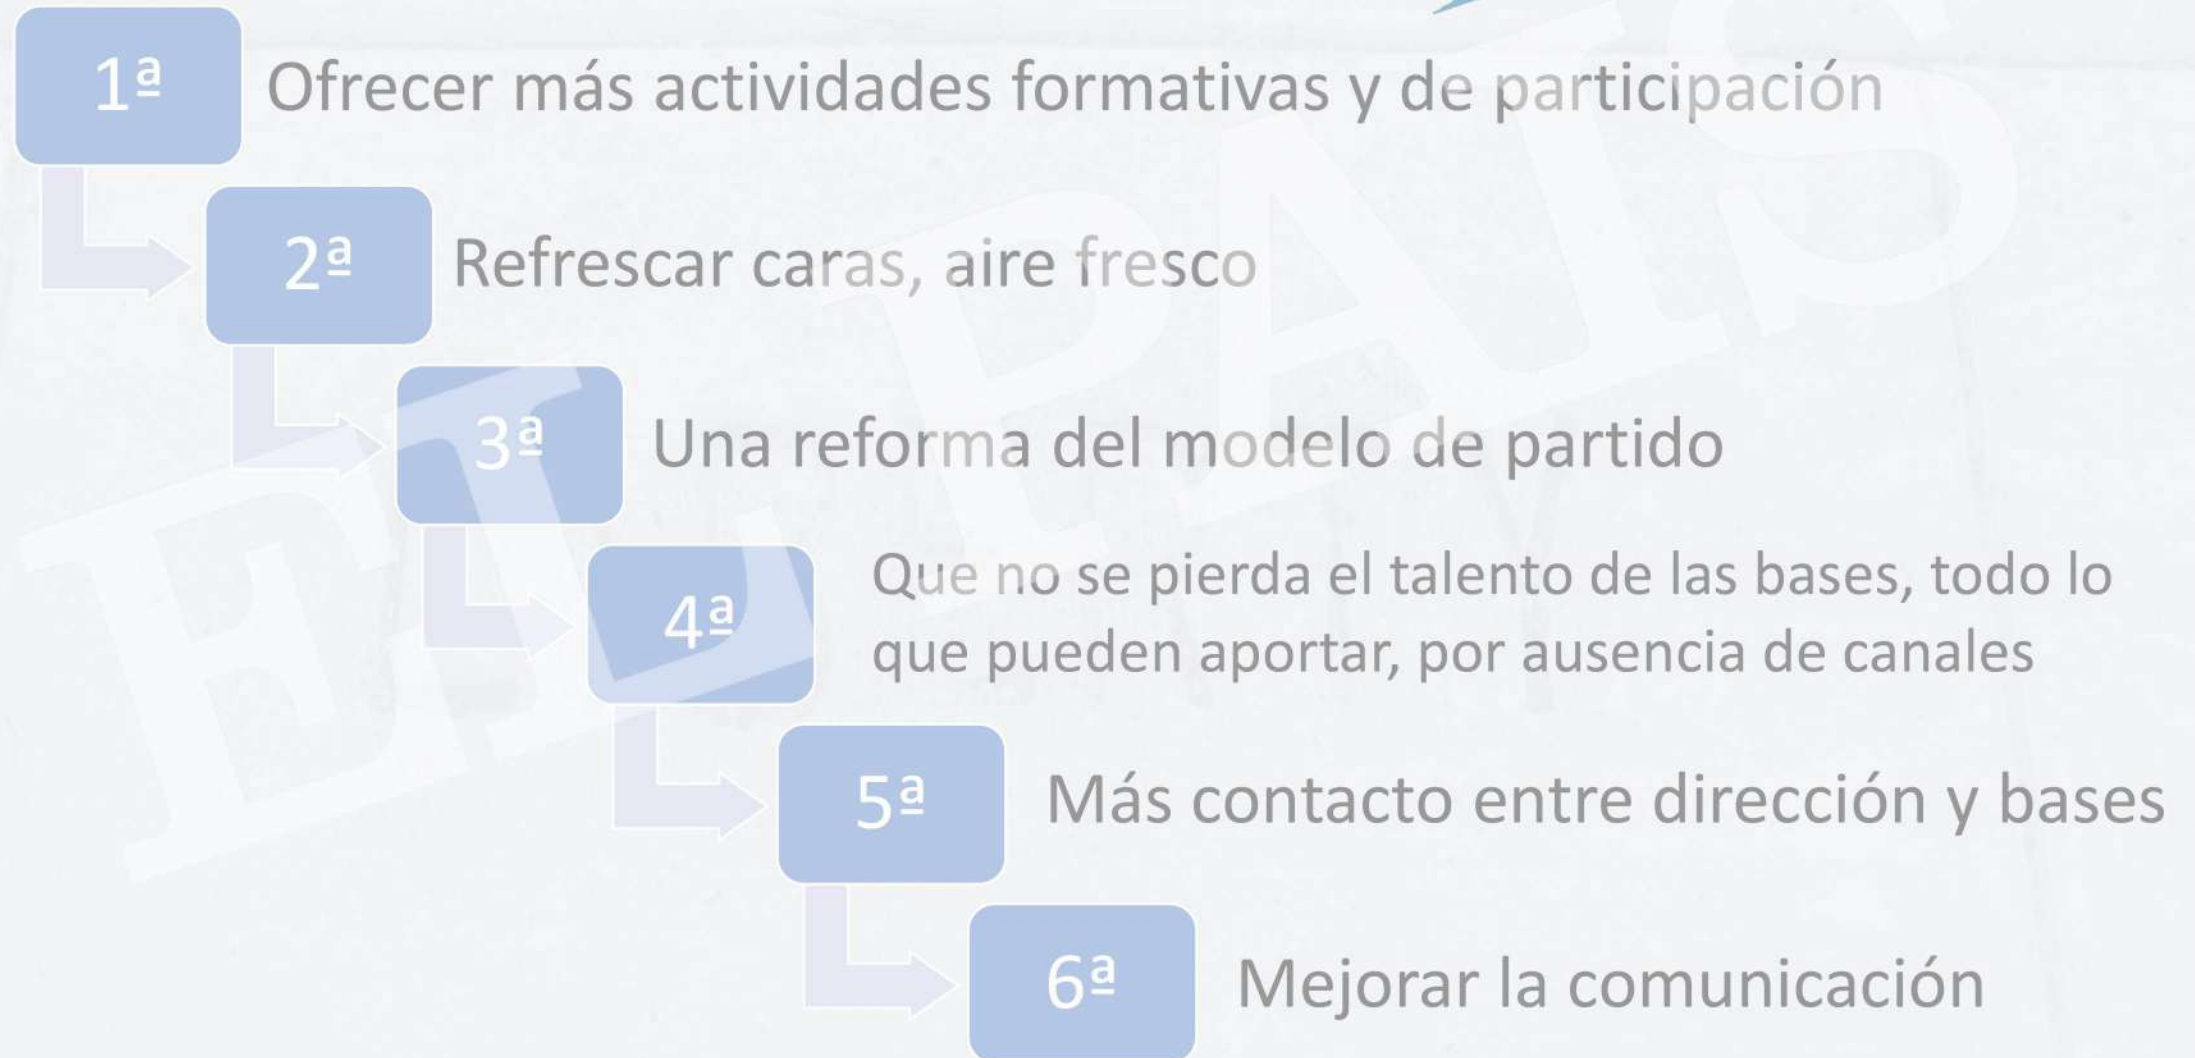 1ª
Ofrecer más actividades formativas y de participación
2ª
Refrescar caras, aire fresco
3ª
Una reforma del modelo de partido
4ª
Que no se pierda el talento de las bases, todo lo
que pueden aportar, por ausencia de canales
5ª
Más contacto entre dirección y bases
6ª
Mejorar la comunicación
EL PAIS